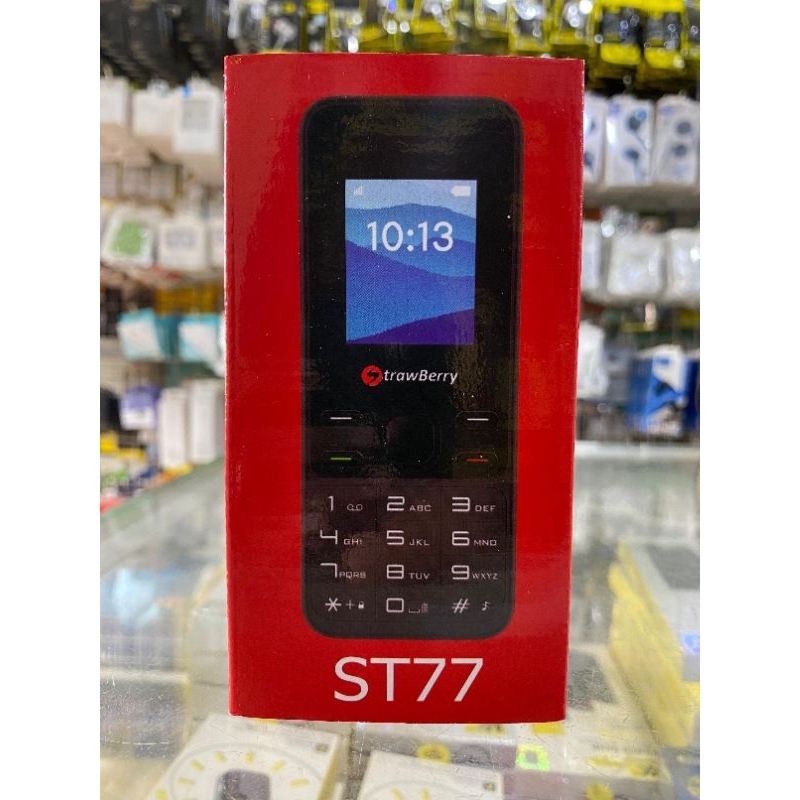 10:13
StrawBerry
1 2 ABC 3 DEF
4 GHI 5 JKL 6 MNO
7 PQRS 8 TUV 9 WXYZ
* + 0 #
ST77